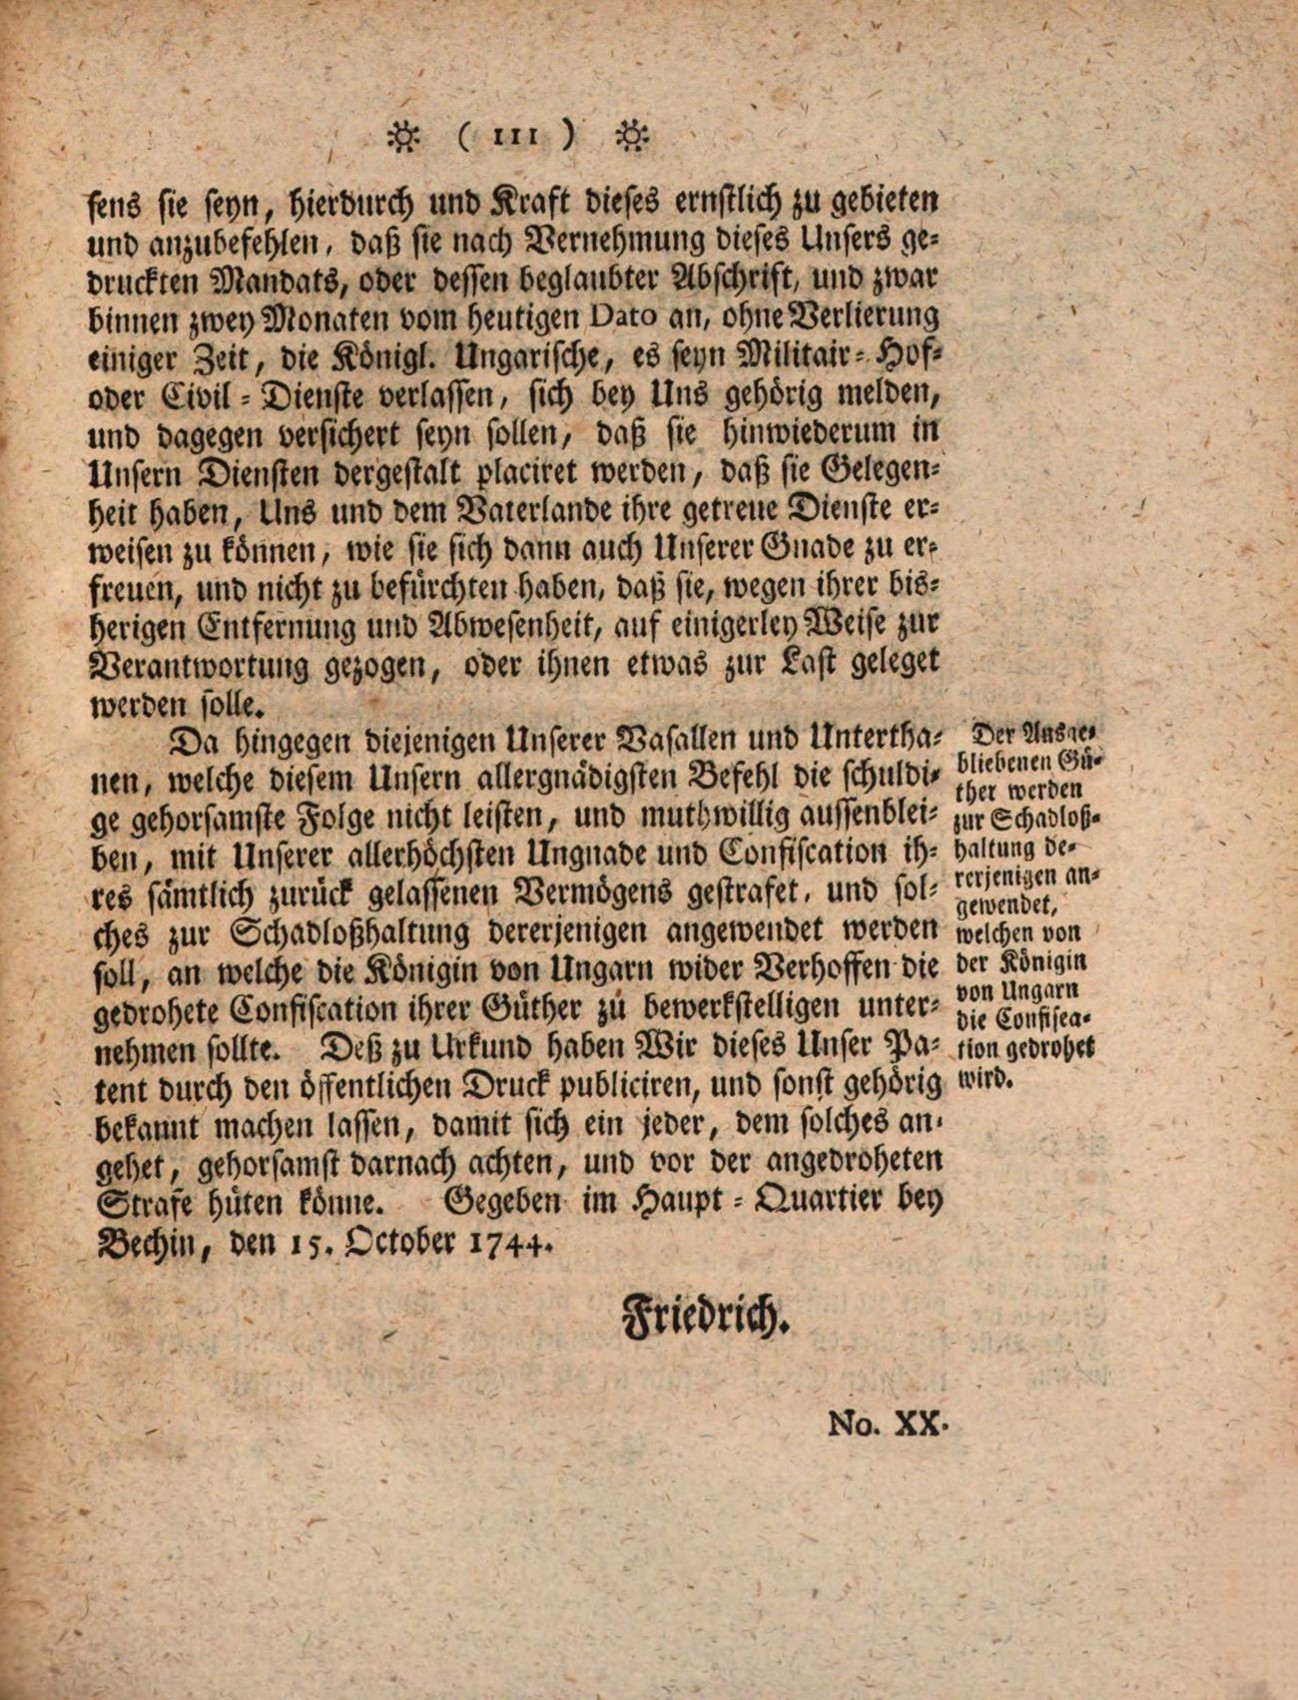 ( 111 )
sens sie seyn, hierdurch und Kraft dieses ernstlich zu gebieten
und anzubefehlen, daß sie nach Vernehmung dieses Unsers ge-
druckten Mandats, oder dessen beglaubter Abschrift, und zwar
binnen zwey Monaten vom heutigen Dato an, ohne Verlierung
einiger Zeit, die Königl. Ungarische, es seyn Militair-Hof-
oder Civil-Dienste verlassen, sich bey Uns gehörig melden,
und dagegen versichert seyn sollen, daß sie hinwiederum in
Unsern Diensten dergestalt placiret werden, daß sie Gelegen-
heit haben, Uns und dem Vaterlande ihre getreue Dienste er-
weisen zu können, wie sie sich dann auch Unserer Gnade zu er-
freuen, und nicht zu befürchten haben, daß sie, wegen ihrer bis-
herigen Entfernung und Abwesenheit, auf einigerley Weise zur
Verantwortung gezogen, oder ihnen etwas zur Last geleget
werden solle.
Da hingegen diejenigen Unserer Vasallen und Untertha-
nen, welche diesem Unsern allergnädigsten Befehl die schuldi-
ge gehorsamste Folge nicht leisten, und muthwillig aussenblei-
ben, mit Unserer allerhöchsten Ungnade und Confiscation ih-
res sämtlich zurück gelassenen Vermögens gestrafet, und sol-
ches zur Schadloßhaltung dererjenigen angewendet werden
soll, an welche die Königin von Ungarn wider Verhoffen die
gedrohete Confiscation ihrer Güther zu bewerkstelligen unter-
nehmen sollte. Deß zu Urkund haben Wir dieses Unser Pa-
tent durch den öffentlichen Druck publiciren, und sonst gehörig
bekannt machen lassen, damit sich ein jeder, dem solches an-
gehet, gehorsamst darnach achten, und vor der angedroheten
Strafe hüten könne. Gegeben im Haupt-Quartier bey
Bechin, den 15. October 1744.
Der Ausge-
bliebenen Gü-
ther werden
zur Schadloß-
haltung de-
rerjenigen an-
gewendet,
welchen von
der Königin
von Ungarn
die Confisca-
tion gedrohet
wird.
Friedrich.
No. XX.